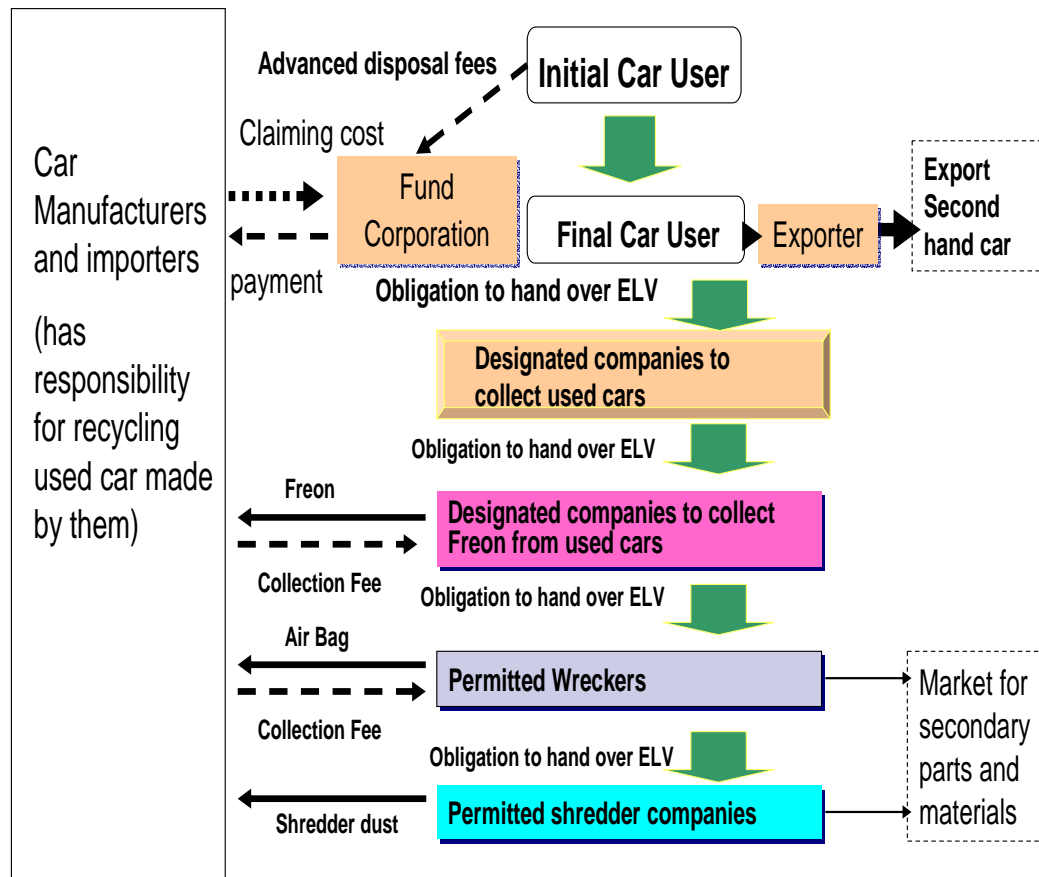 Advanced disposal fees
Initial Car User
Claiming cost
Car
Manufacturers
and importers
(has
responsibility
for recycling
used car made
by them)
Fund
Corporation
payment
Final Car User
Exporter
Export
Second
hand car
Obligation to hand over ELV
Designated companies to
collect used cars
Obligation to hand over ELV
Freon
Collection Fee
Designated companies to collect
Freon from used cars
Obligation to hand over ELV
Air Bag
Collection Fee
Permitted Wreckers
Market for
secondary
parts and
materials
Obligation to hand over ELV
Shredder dust
Permitted shredder companies